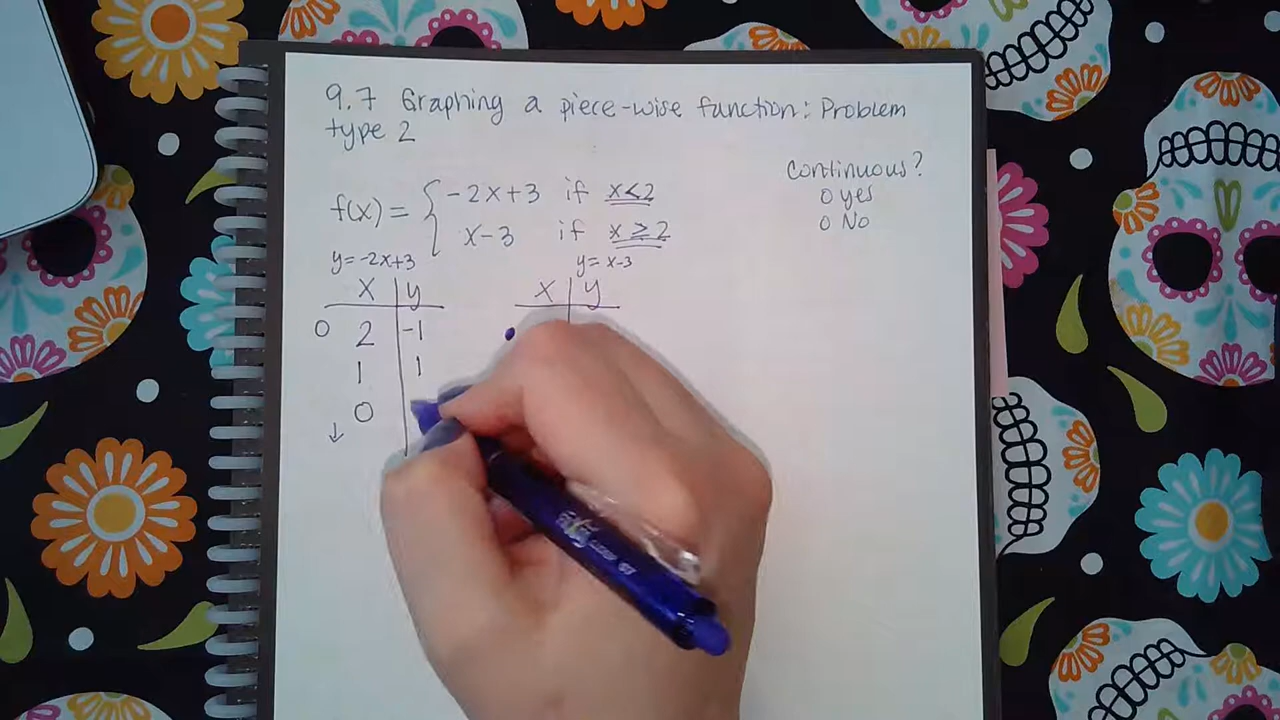 9.7 Graphing a piece-wise function: Problem
type 2
Continuous?
O yes
O No
f(x) = { -2x+3 if x<2
x-3 if x ≥ 2
y=-2x+3
y= x-3
x | y
x | y
O 2 | -1
1 | 1
0
↓